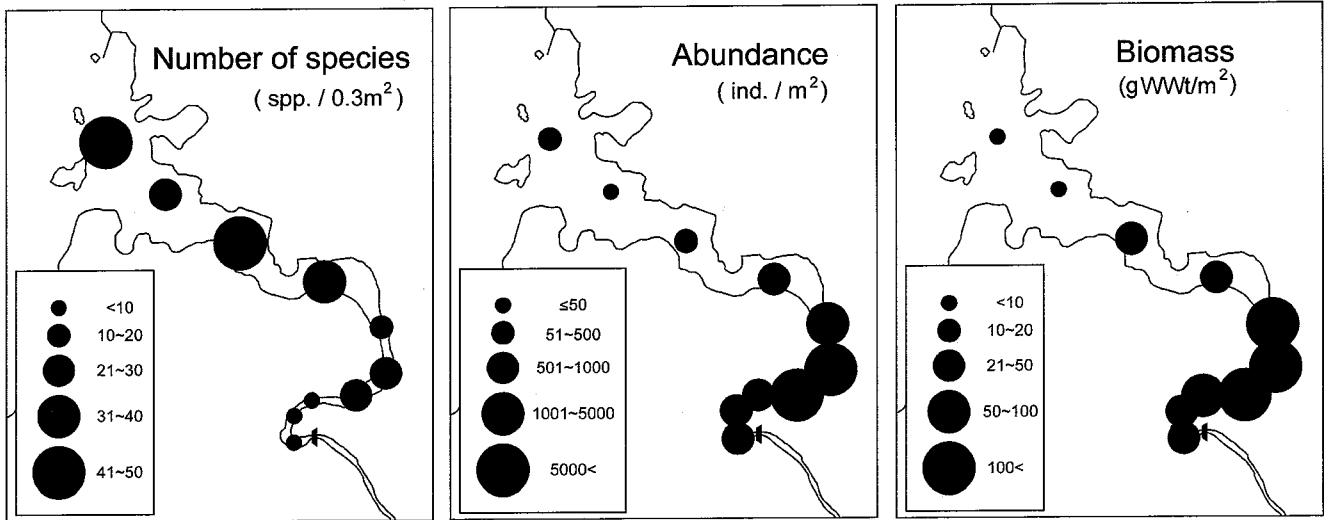 Number of species
( spp. / 0.3m²)
<10
10~20
21~30
31~40
41~50
Abundance
( ind. / m²)
≤50
51~500
501~1000
1001~5000
5000<
Biomass
(gWWt/m²)
<10
10~20
21~50
50~100
100<